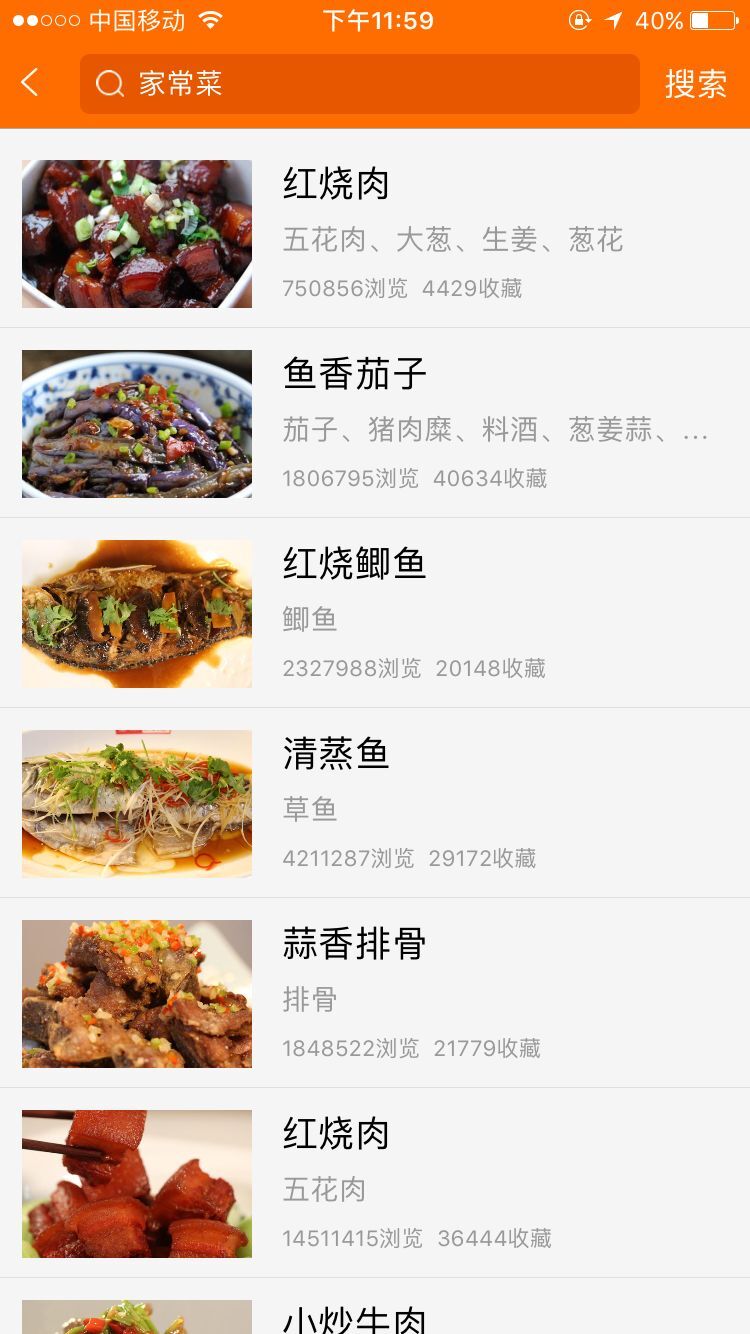 中国移动 下午11:59 40%
家常菜 搜索
红烧肉
五花肉、大葱、生姜、葱花
750856浏览 4429收藏
鱼香茄子
茄子、猪肉糜、料酒、葱姜蒜、...
1806795浏览 40634收藏
红烧鲫鱼
鲫鱼
2327988浏览 20148收藏
清蒸鱼
草鱼
4211287浏览 29172收藏
蒜香排骨
排骨
1848522浏览 21779收藏
红烧肉
五花肉
14511415浏览 36444收藏
小炒牛肉